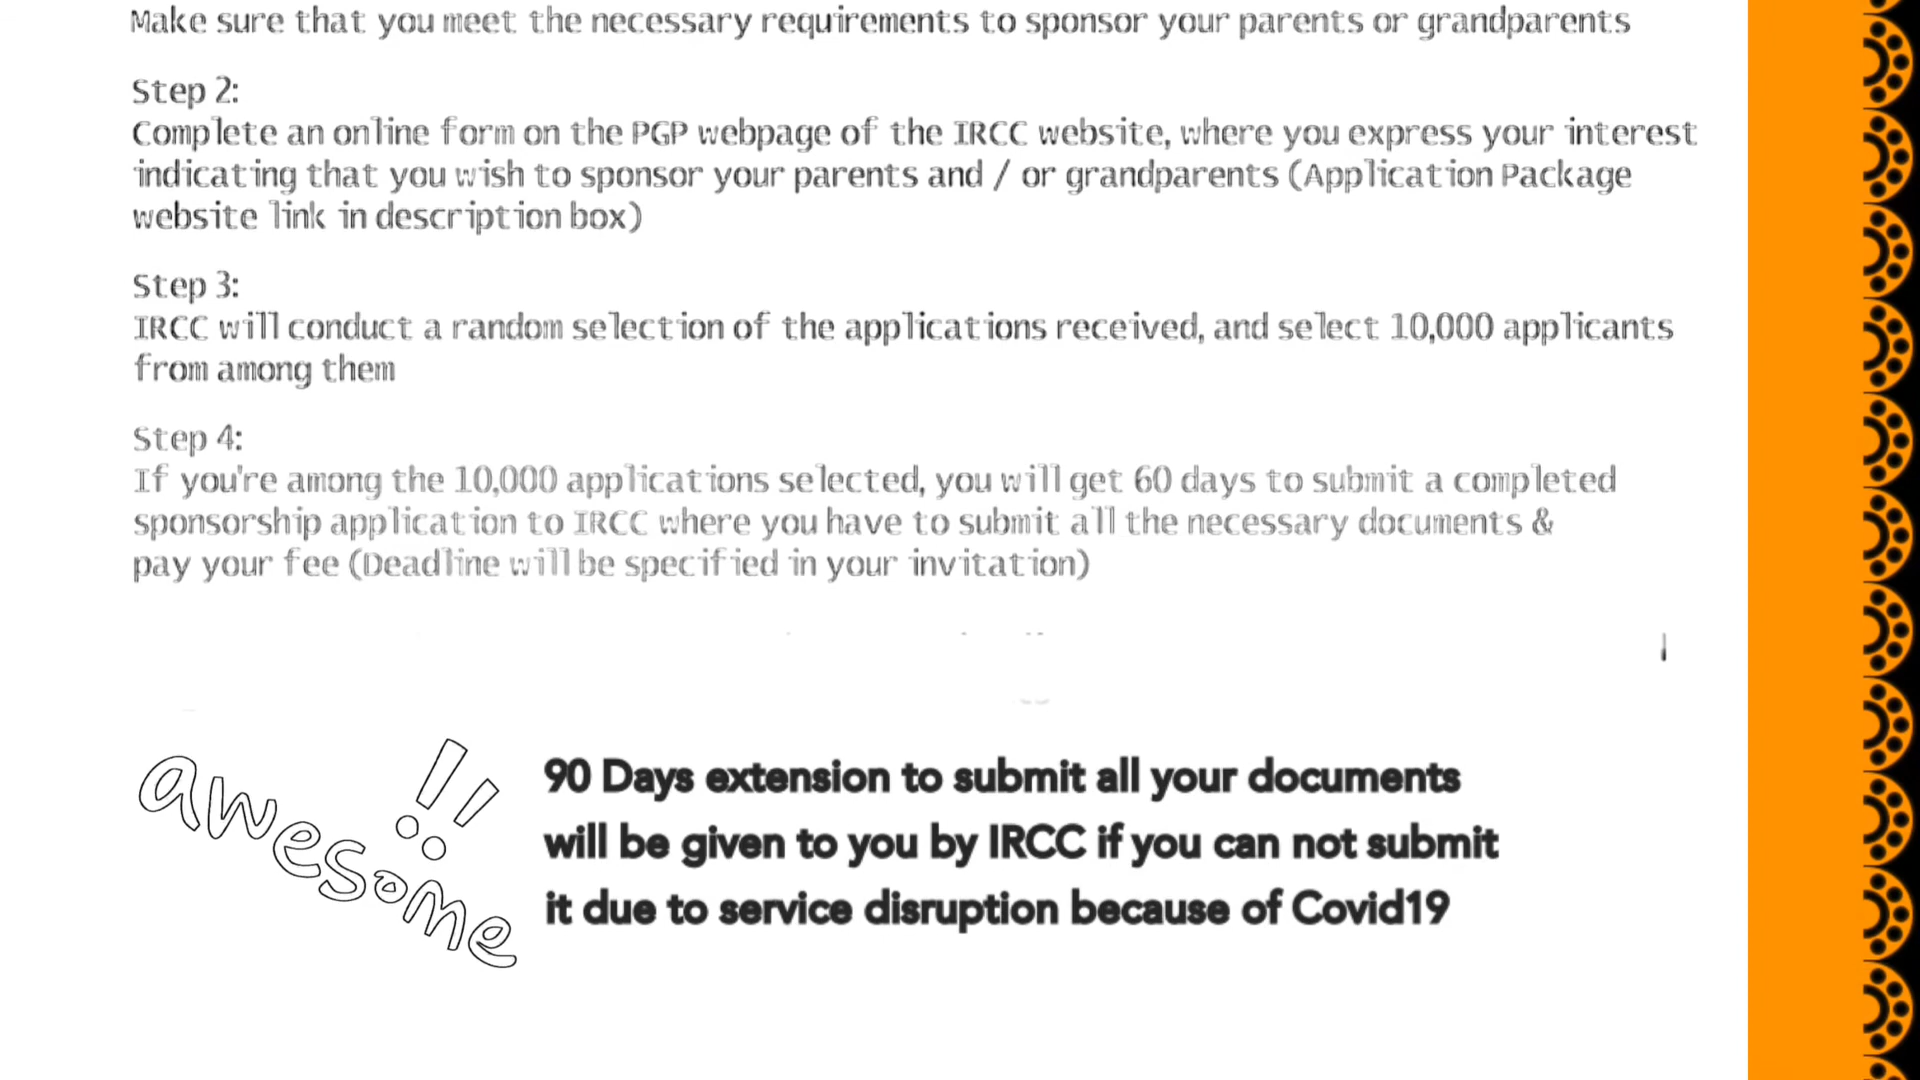 Make sure that you meet the necessary requirements to sponsor your parents or grandparents
Step 2:
Complete an online form on the PGP webpage of the IRCC website, where you express your interest
indicating that you wish to sponsor your parents and / or grandparents (Application Package
website link in description box)
Step 3:
IRCC will conduct a random selection of the applications received, and select 10,000 applicants
from among them
Step 4:
If you're among the 10,000 applications selected, you will get 60 days to submit a completed
sponsorship application to IRCC where you have to submit all the necessary documents &
pay your fee (Deadline will be specified in your invitation)
awesome!!
90 Days extension to submit all your documents
will be given to you by IRCC if you can not submit
it due to service disruption because of Covid19